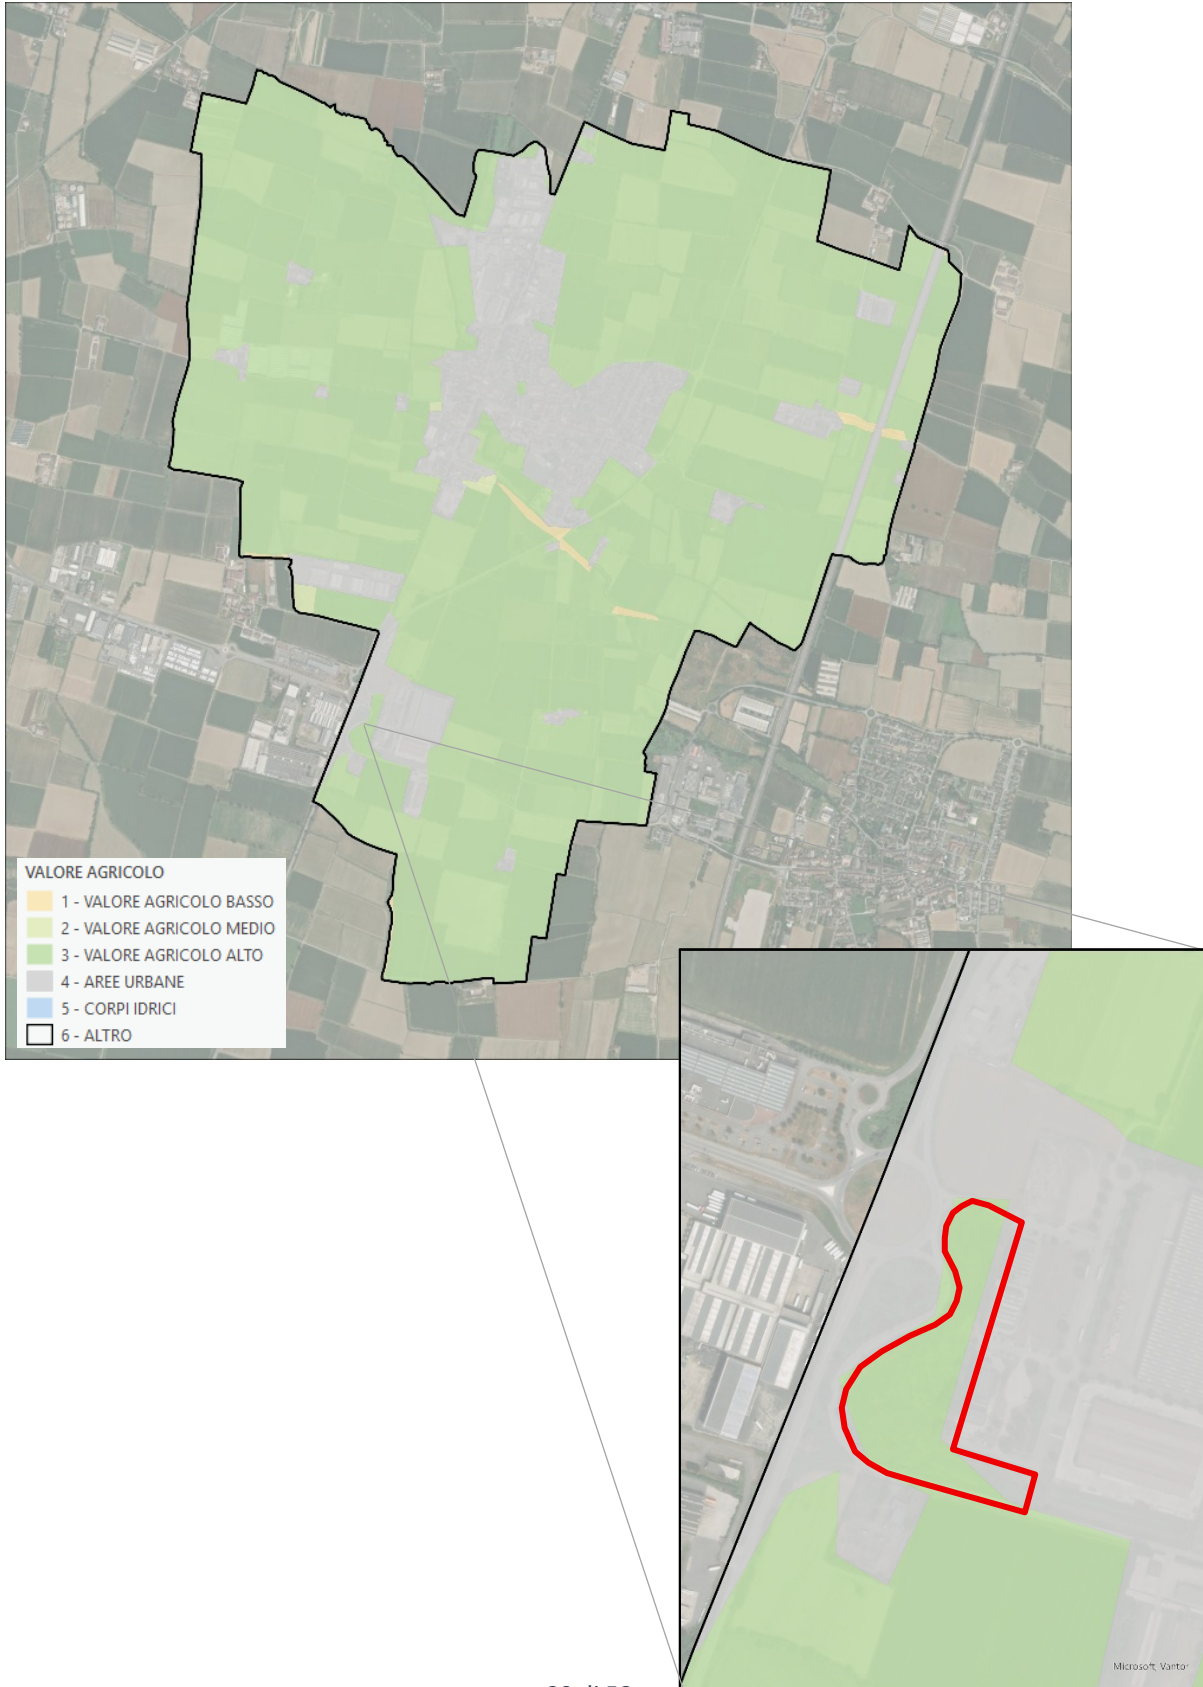 VALORE AGRICOLO
1 - VALORE AGRICOLO BASSO
2 - VALORE AGRICOLO MEDIO
3 - VALORE AGRICOLO ALTO
4 - AREE URBANE
5 - CORPI IDRICI
6 - ALTRO
Microsoft, Vantor